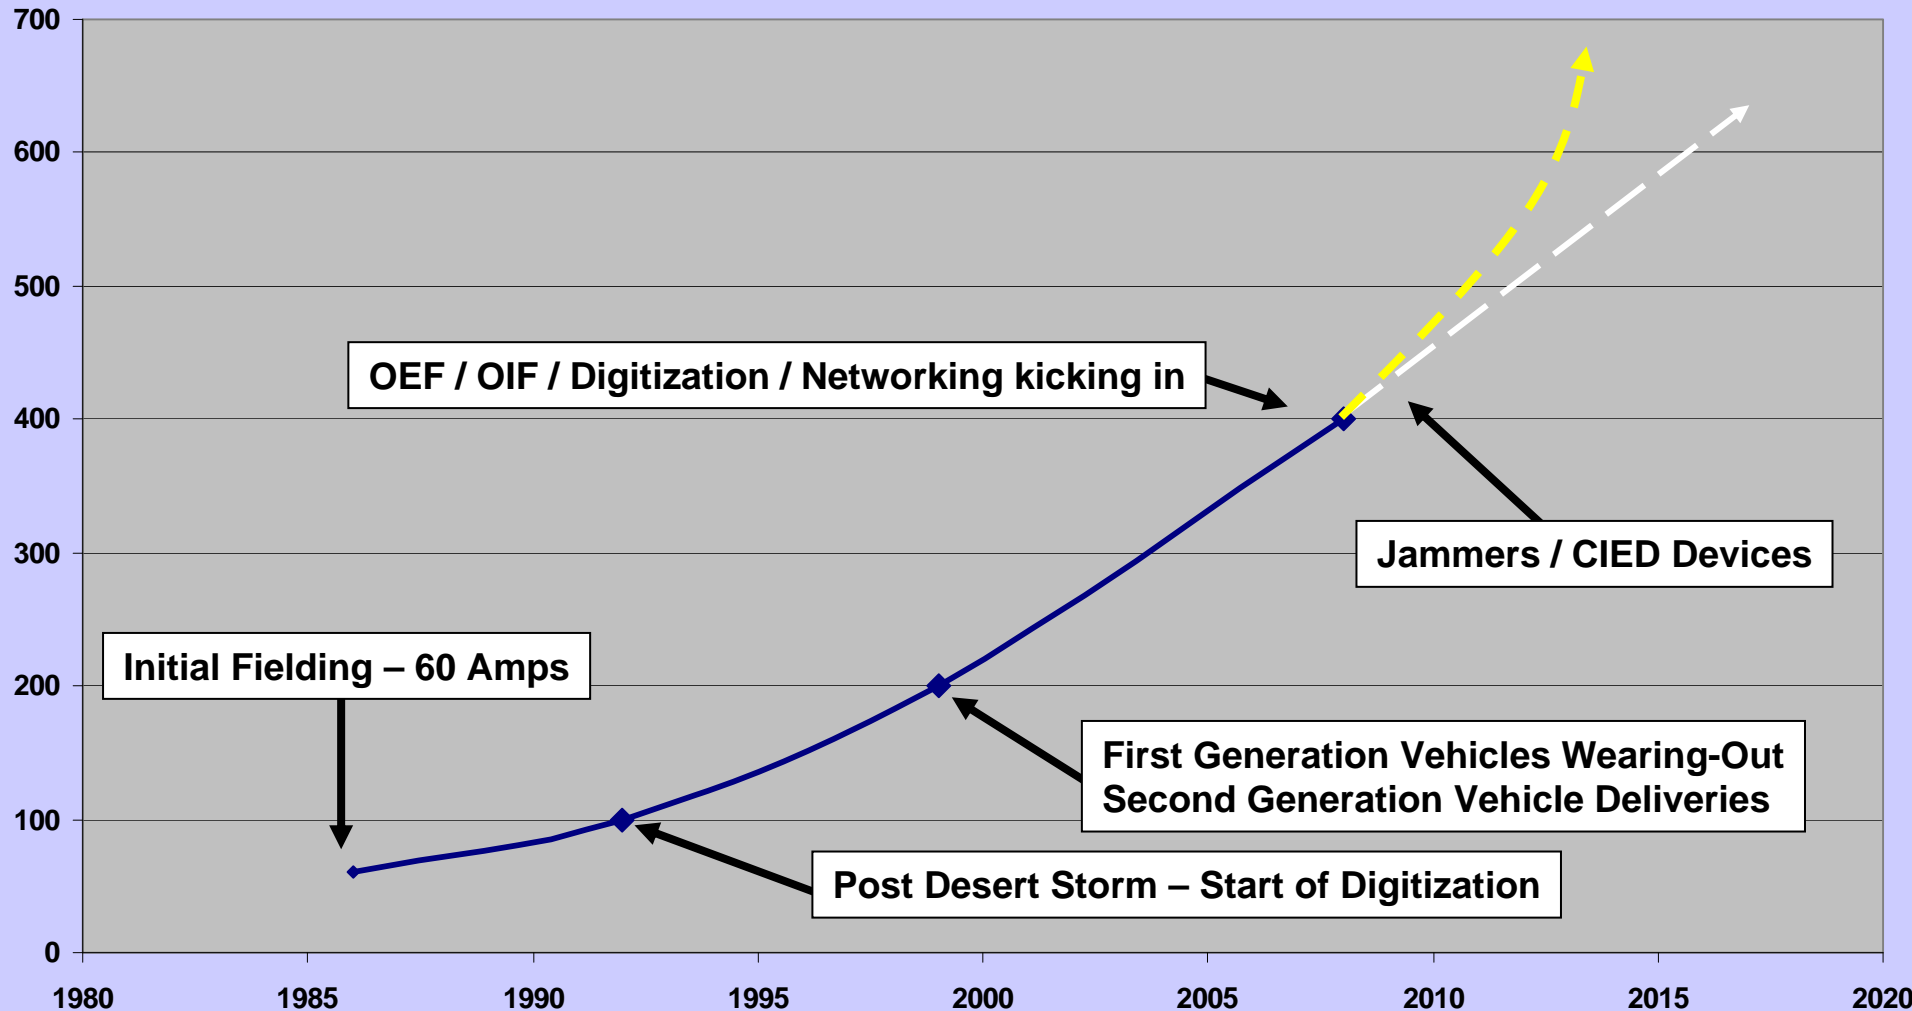 700
600
500
400
300
200
100
0
OEF / OIF / Digitization / Networking kicking in
Jammers / CIED Devices
Initial Fielding – 60 Amps
First Generation Vehicles Wearing-Out
Second Generation Vehicle Deliveries
Post Desert Storm – Start of Digitization
1980 1985 1990 1995 2000 2005 2010 2015 2020